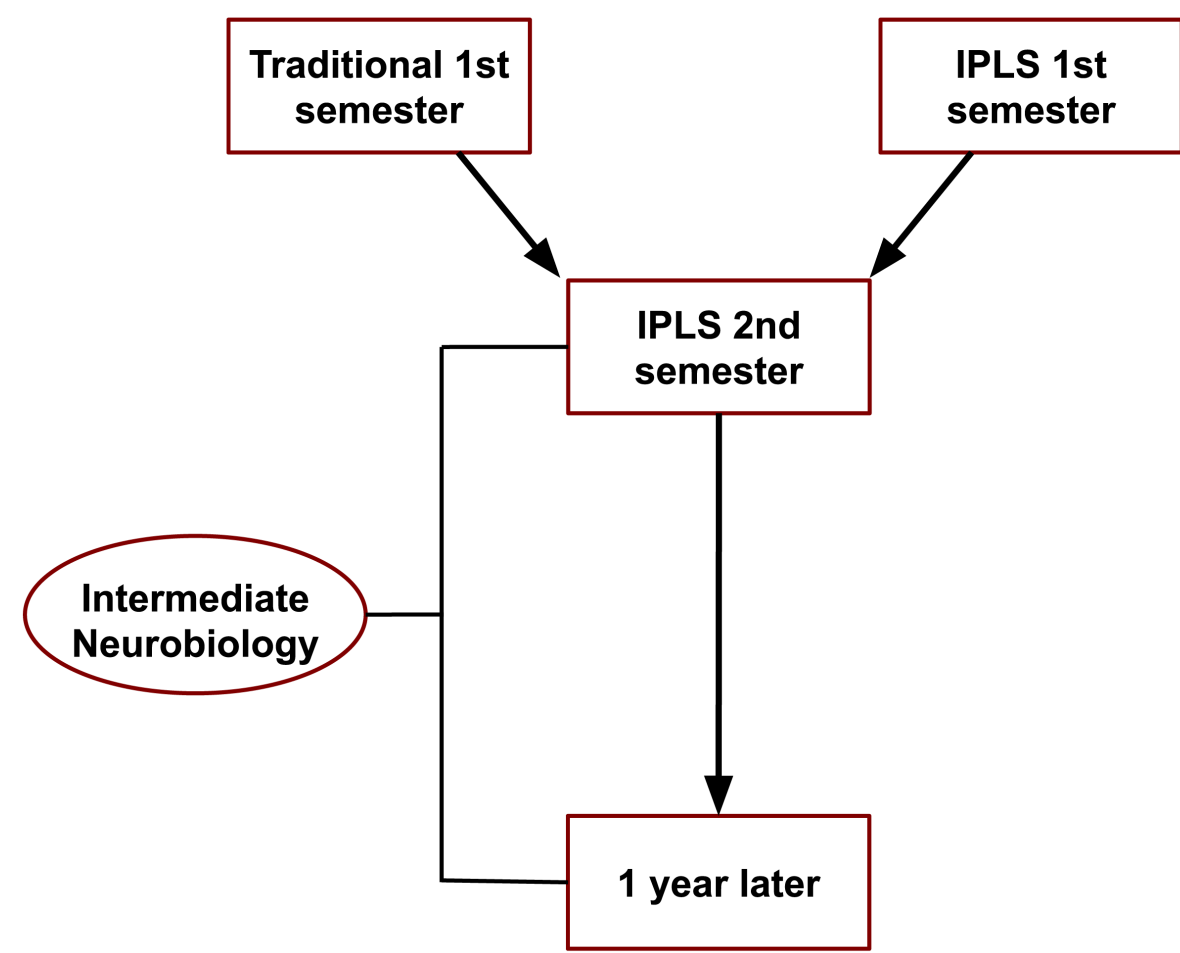 Traditional 1st
semester
IPLS 1st
semester
IPLS 2nd
semester
Intermediate
Neurobiology
1 year later